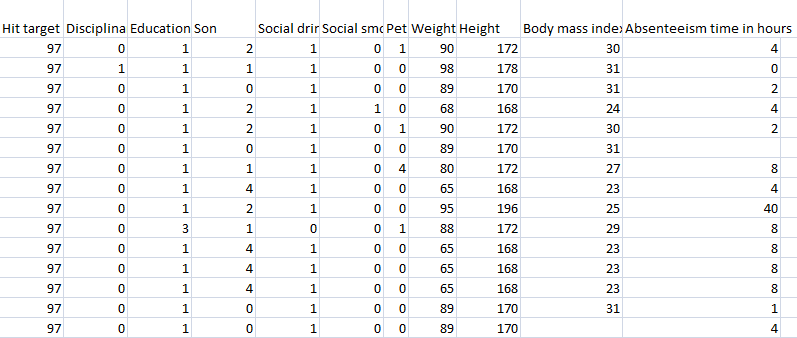 Hit target Disciplina Education Son Social drir Social smo Pet Weight Height Body mass index Absenteeism time in hours
97 0 1 2 1 0 1 90 172 30 4
97 1 1 1 1 0 0 98 178 31 0
97 0 1 0 1 0 0 89 170 31 2
97 0 1 2 1 1 0 68 168 24 4
97 0 1 2 1 0 1 90 172 30 2
97 0 1 0 1 0 0 89 170 31
97 0 1 1 1 0 4 80 172 27 8
97 0 1 4 1 0 0 65 168 23 4
97 0 1 2 1 0 0 95 196 25 40
97 0 3 1 0 0 1 88 172 29 8
97 0 1 4 1 0 0 65 168 23 8
97 0 1 4 1 0 0 65 168 23 8
97 0 1 4 1 0 0 65 168 23 8
97 0 1 0 1 0 0 89 170 31 1
97 0 1 0 1 0 0 89 170 4